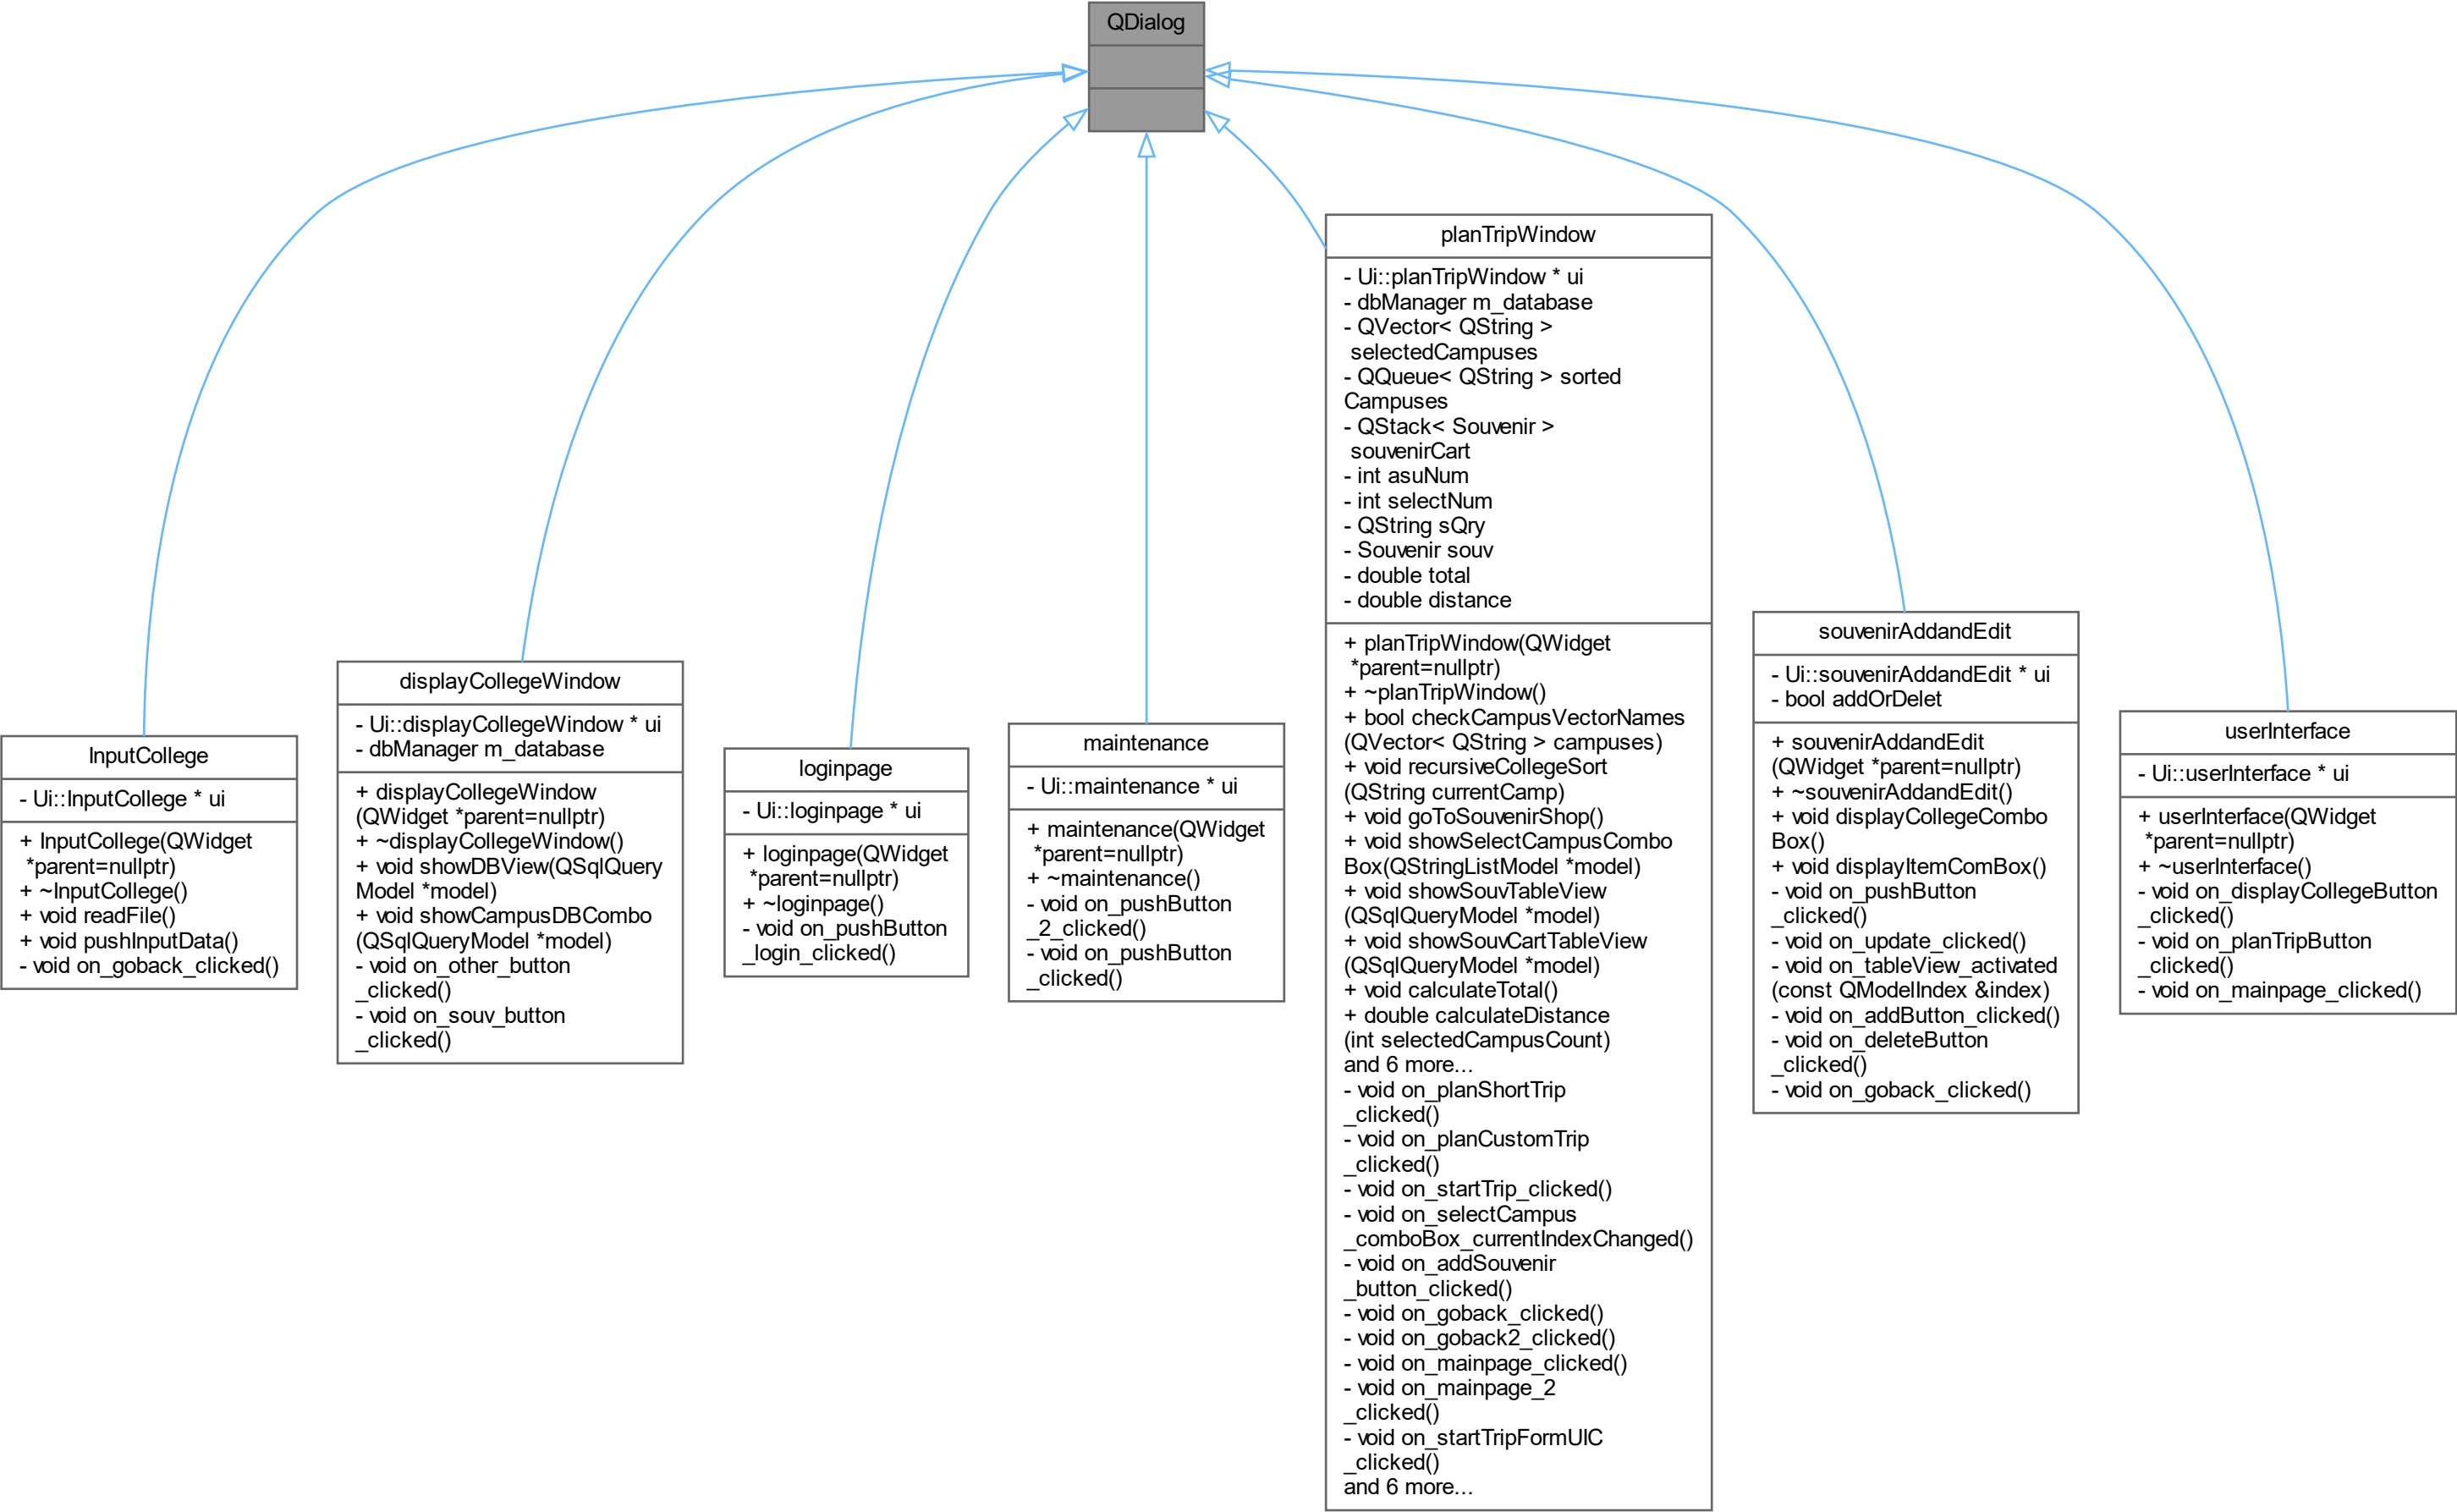 QDialog
InputCollege
- Ui::InputCollege * ui
+ InputCollege(QWidget
*parent=nullptr)
+ ~InputCollege()
+ void readFile()
+ void pushInputData()
- void on_goback_clicked()
displayCollegeWindow
- Ui::displayCollegeWindow * ui
- dbManager m_database
+ displayCollegeWindow
(QWidget *parent=nullptr)
+ ~displayCollegeWindow()
+ void showDBView(QSqlQuery
Model *model)
+ void showCampusDBCombo
(QSqlQueryModel *model)
- void on_other_button
_clicked()
- void on_souv_button
_clicked()
loginpage
- Ui::loginpage * ui
+ loginpage(QWidget
*parent=nullptr)
+ ~loginpage()
- void on_pushButton
_login_clicked()
maintenance
- Ui::maintenance * ui
+ maintenance(QWidget
*parent=nullptr)
+ ~maintenance()
- void on_pushButton
_2_clicked()
- void on_pushButton
_clicked()
planTripWindow
- Ui::planTripWindow * ui
- dbManager m_database
- QVector< QString >
selectedCampuses
- QQueue< QString > sorted
Campuses
- QStack< Souvenir >
souvenirCart
- int asuNum
- int selectNum
- QString sQry
- Souvenir souv
- double total
- double distance
+ planTripWindow(QWidget
*parent=nullptr)
+ ~planTripWindow()
+ bool checkCampusVectorNames
(QVector< QString > campuses)
+ void recursiveCollegeSort
(QString currentCamp)
+ void goToSouvenirShop()
+ void showSelectCampusCombo
Box(QStringListModel *model)
+ void showSouvTableView
(QSqlQueryModel *model)
+ void showSouvCartTableView
(QSqlQueryModel *model)
+ void calculateTotal()
+ double calculateDistance
(int selectedCampusCount)
and 6 more...
- void on_planShortTrip
_clicked()
- void on_planCustomTrip
_clicked()
- void on_startTrip_clicked()
- void on_selectCampus
_comboBox_currentIndexChanged()
- void on_addSouvenir
_button_clicked()
- void on_goback_clicked()
- void on_goback2_clicked()
- void on_mainpage_clicked()
- void on_mainpage_2
_clicked()
- void on_startTripFormUIC
_clicked()
and 6 more...
souvenirAddandEdit
- Ui::souvenirAddandEdit * ui
- bool addOrDelet
+ souvenirAddandEdit
(QWidget *parent=nullptr)
+ ~souvenirAddandEdit()
+ void displayCollegeCombo
Box()
+ void displayItemComBox()
- void on_pushButton
_clicked()
- void on_update_clicked()
- void on_tableView_activated
(const QModelIndex &index)
- void on_addButton_clicked()
- void on_deleteButton
_clicked()
- void on_goback_clicked()
userInterface
- Ui::userInterface * ui
+ userInterface(QWidget
*parent=nullptr)
+ ~userInterface()
- void on_displayCollegeButton
_clicked()
- void on_planTripButton
_clicked()
- void on_mainpage_clicked()